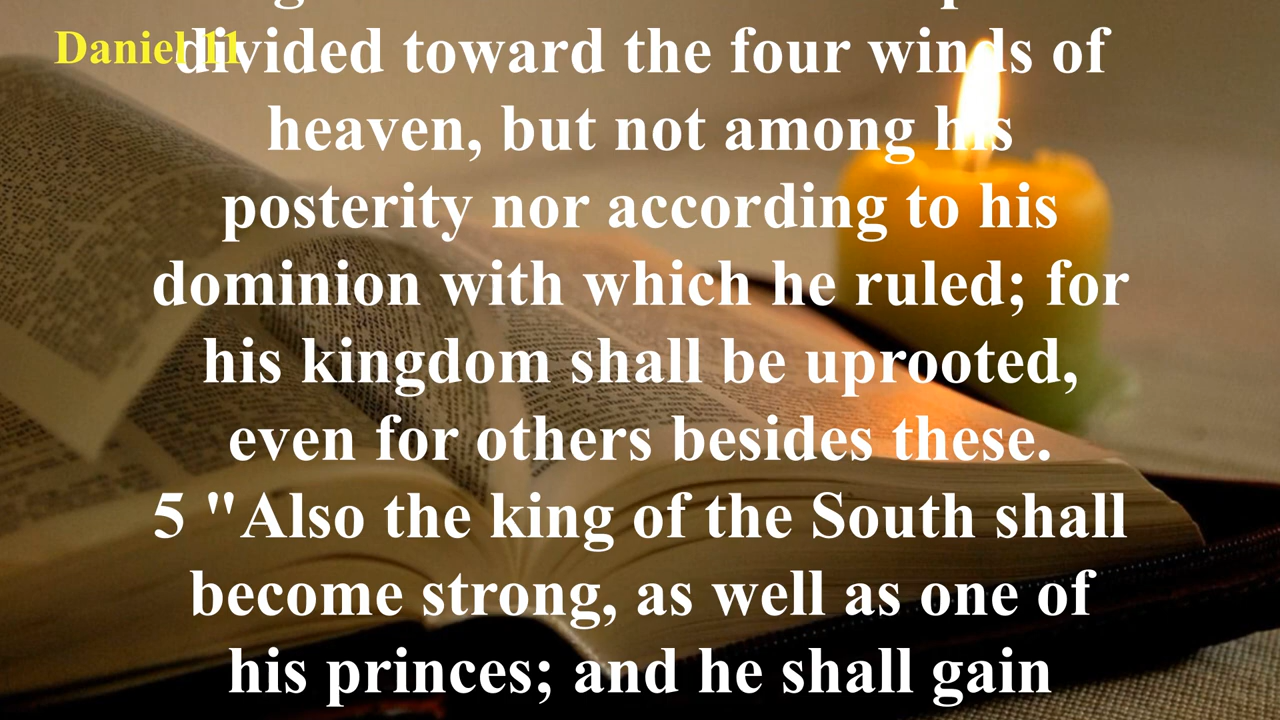 Daniel 11
divided toward the four winds of
heaven, but not among his
posterity nor according to his
dominion with which he ruled; for
his kingdom shall be uprooted,
even for others besides these.
5 "Also the king of the South shall
become strong, as well as one of
his princes; and he shall gain